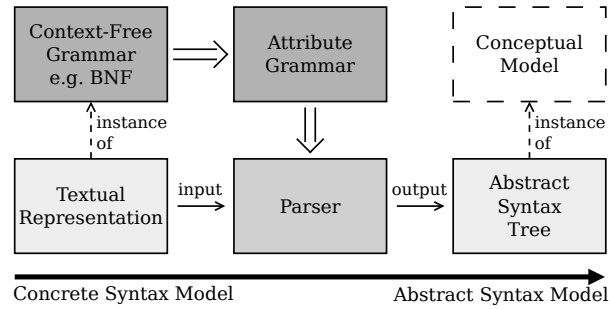 Context-Free
Grammar
e.g. BNF
Attribute
Grammar
Conceptual
Model
instance
of
instance
of
Textual
Representation
input
Parser
output
Abstract
Syntax
Tree
Concrete Syntax Model
Abstract Syntax Model